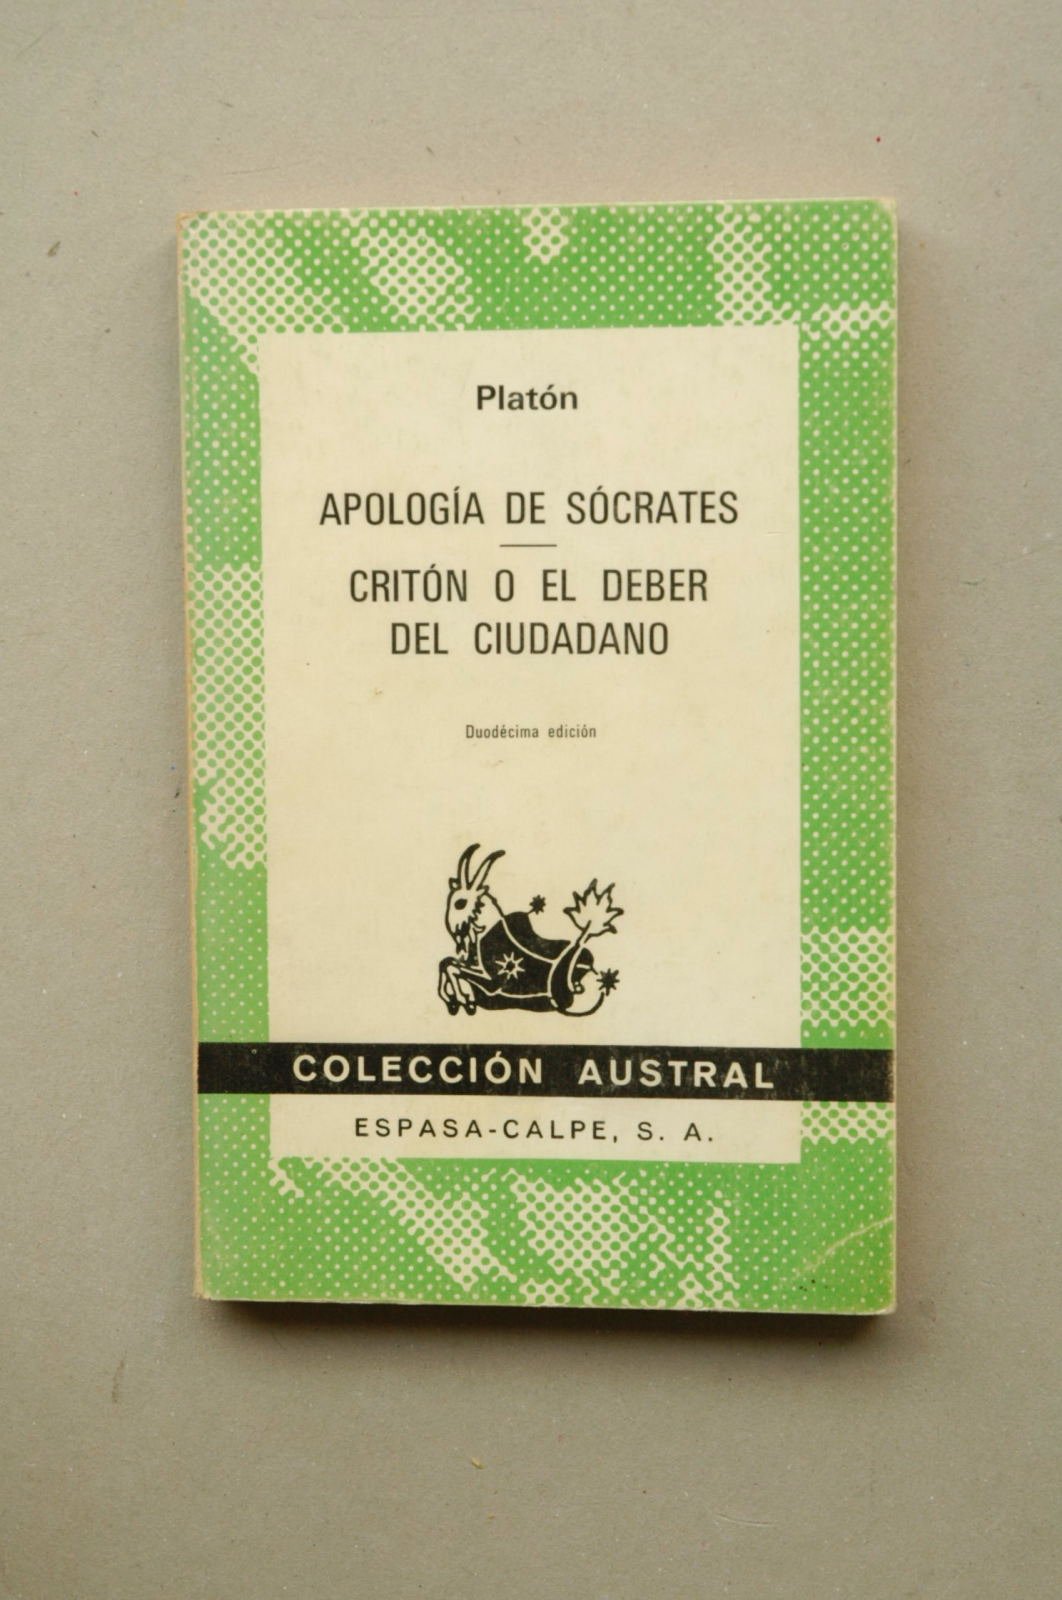 Platón
APOLOGÍA DE SÓCRATES
CRITÓN O EL DEBER
DEL CIUDADANO
Duodécima edición
COLECCIÓN AUSTRAL
ESPASA-CALPE, S. A.